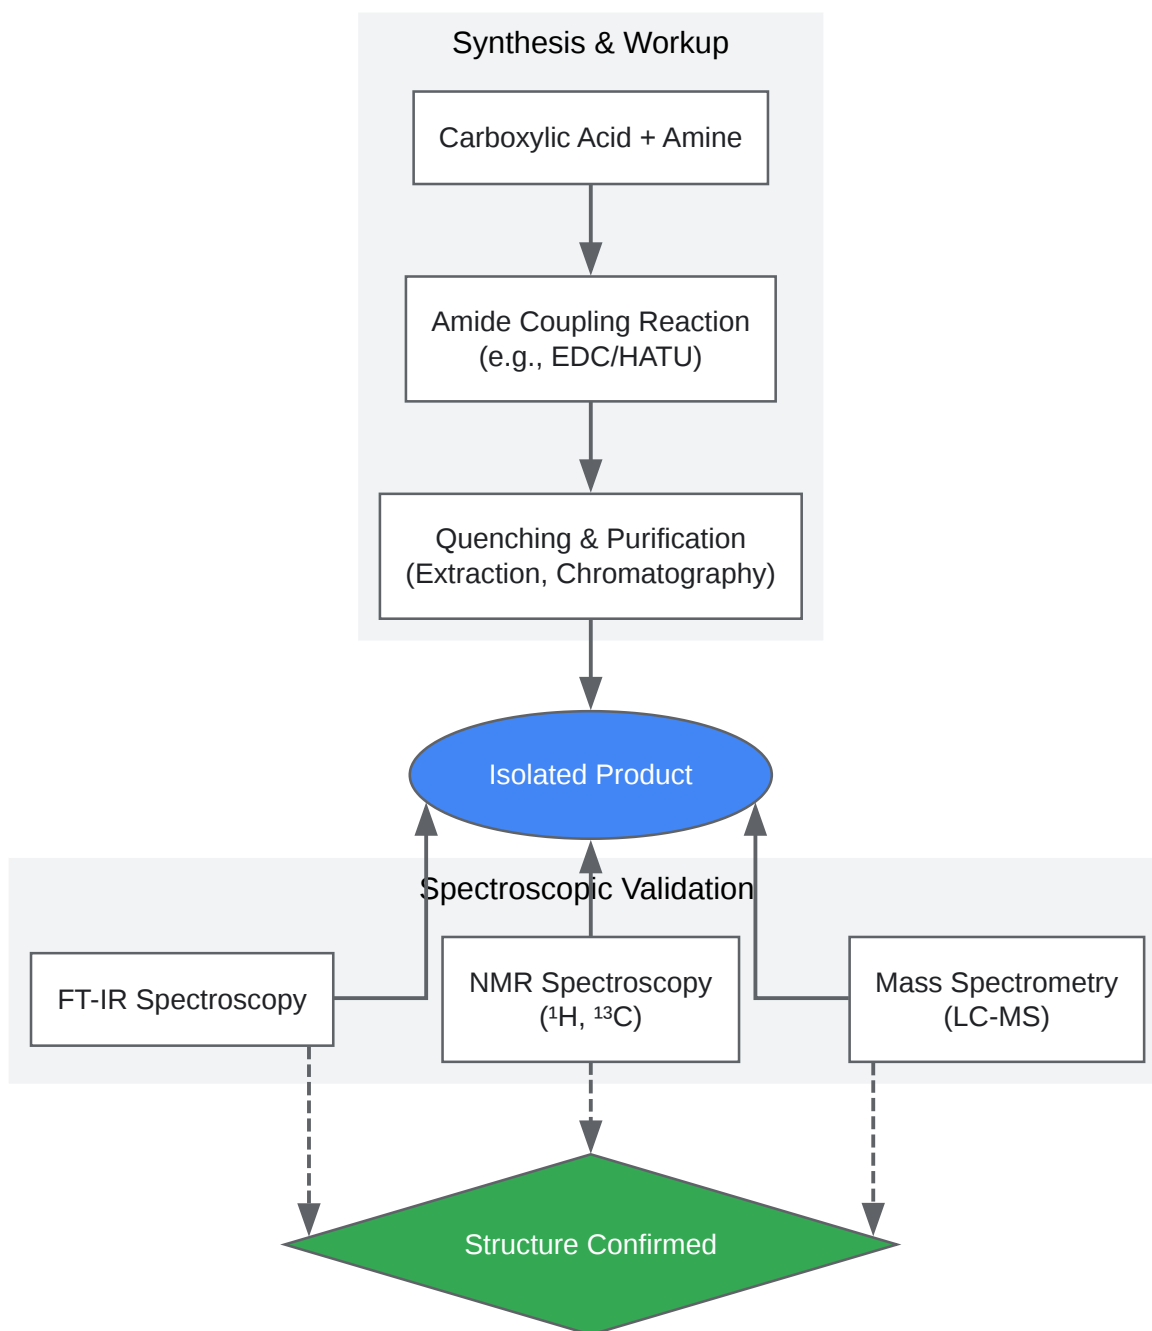 Synthesis & Workup
Carboxylic Acid + Amine
Amide Coupling Reaction
(e.g., EDC/HATU)
Quenching & Purification
(Extraction, Chromatography)
Isolated Product
Spectroscopic Validation
FT-IR Spectroscopy
NMR Spectroscopy
(¹H, ¹³C)
Mass Spectrometry
(LC-MS)
Structure Confirmed